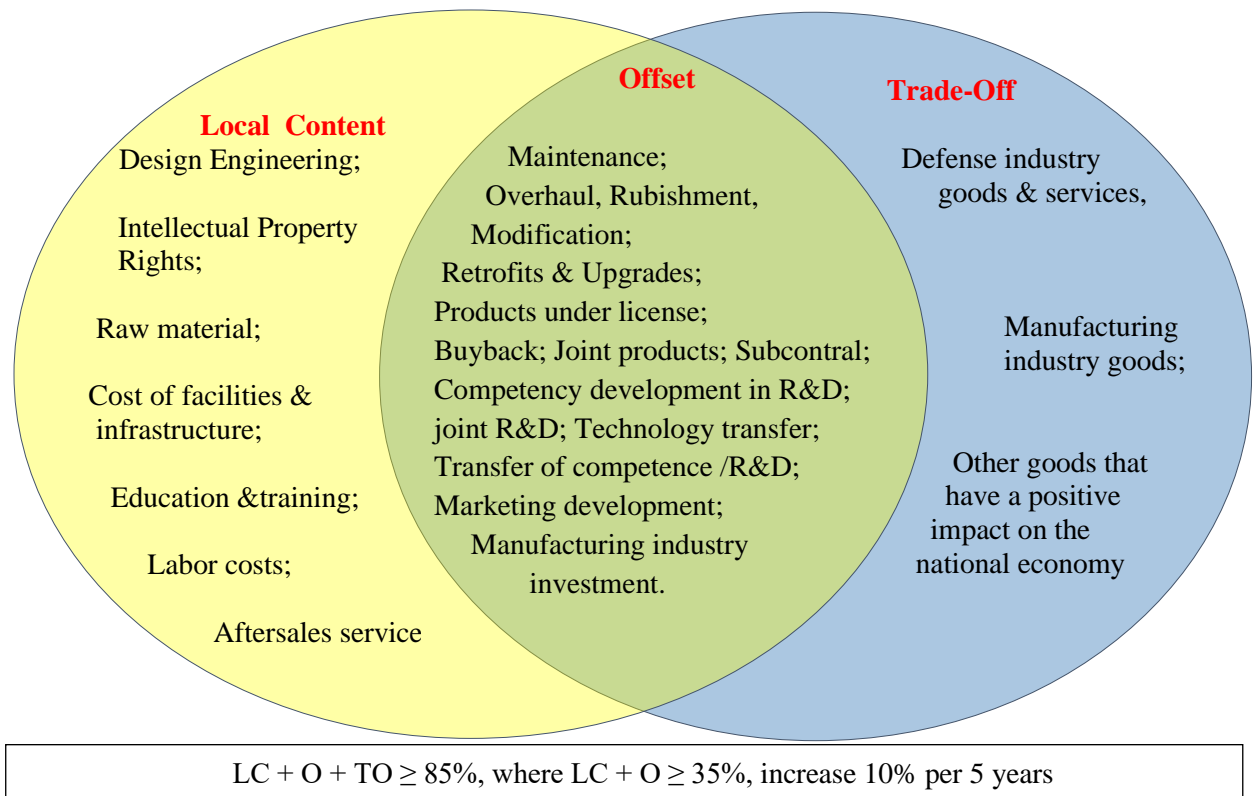 Local Content
Design Engineering;
Intellectual Property
Rights;
Raw material;
Cost of facilities &
infrastructure;
Education &training;
Labor costs;
Aftersales service
Offset
Maintenance;
Overhaul, Rubishment,
Modification;
Retrofits & Upgrades;
Products under license;
Buyback; Joint products; Subcontral;
Competency development in R&D;
joint R&D; Technology transfer;
Transfer of competence /R&D;
Marketing development;
Manufacturing industry
investment.
Trade-Off
Defense industry
goods & services,
Manufacturing
industry goods;
Other goods that
have a positive
impact on the
national economy
LC + O + TO ≥ 85%, where LC + O ≥ 35%, increase 10% per 5 years